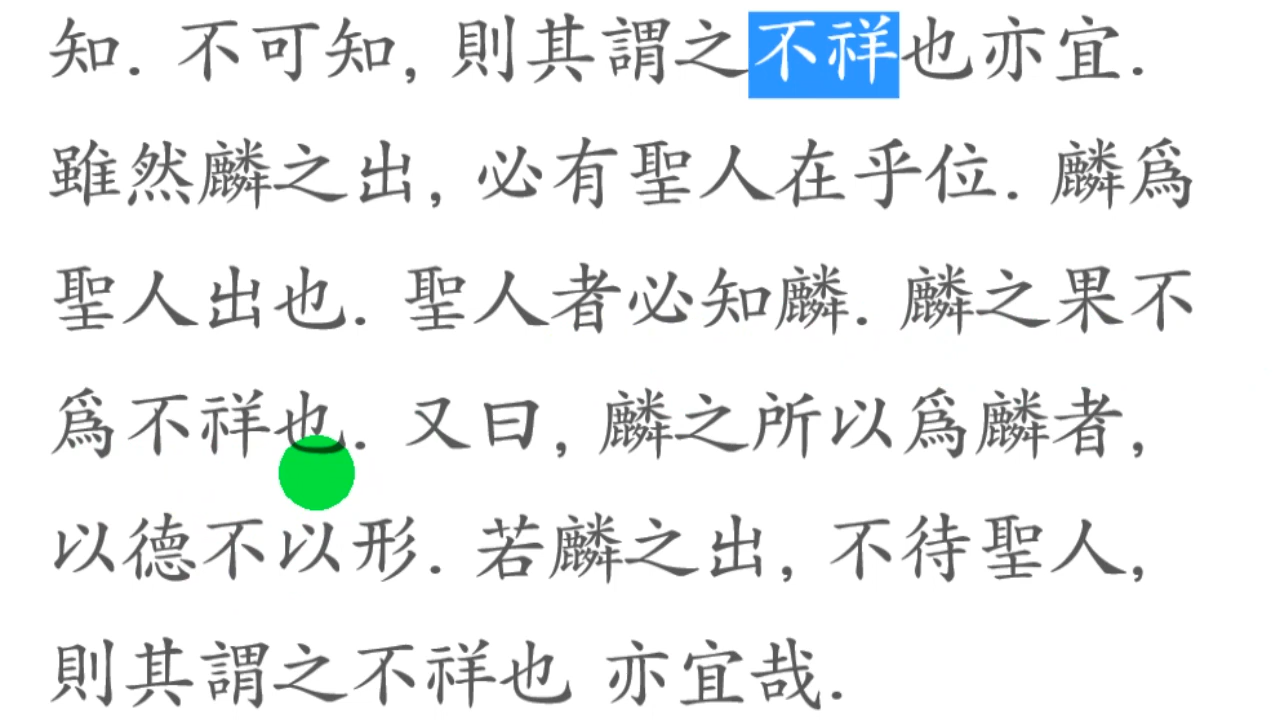 知. 不可知, 則其謂之不祥也亦宜.
雖然麟之出, 必有聖人在乎位. 麟爲
聖人出也. 聖人者必知麟. 麟之果不
爲不祥也. 又曰, 麟之所以爲麟者,
以德不以形. 若麟之出, 不待聖人,
則其謂之不祥也 亦宜哉.